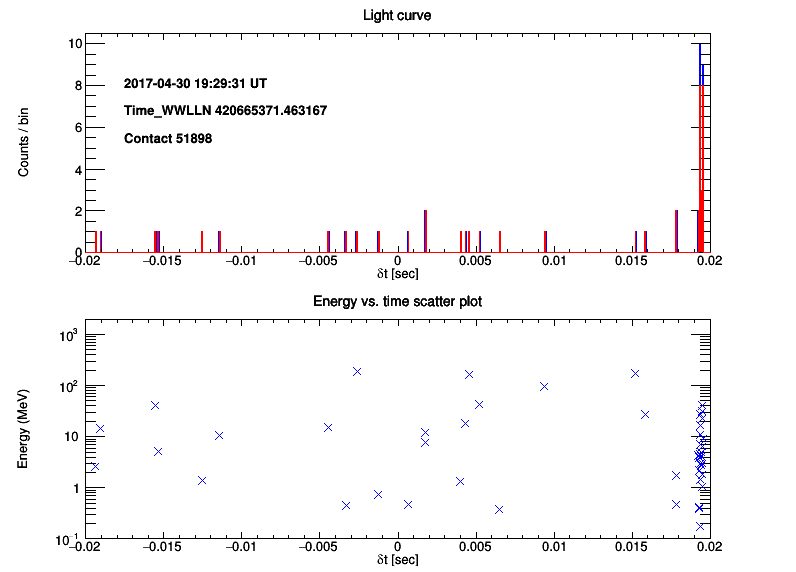 Light curve
Counts / bin
10
8
6
4
2
0
2017-04-30 19:29:31 UT
Time_WWLLN 420665371.463167
Contact 51898
−0.02 −0.015 −0.01 −0.005 0 0.005 0.01 0.015 0.02
δt [sec]
Energy vs. time scatter plot
Energy (MeV)
10³
10²
10
1
10⁻¹
−0.02 −0.015 −0.01 −0.005 0 0.005 0.01 0.015 0.02
δt [sec]